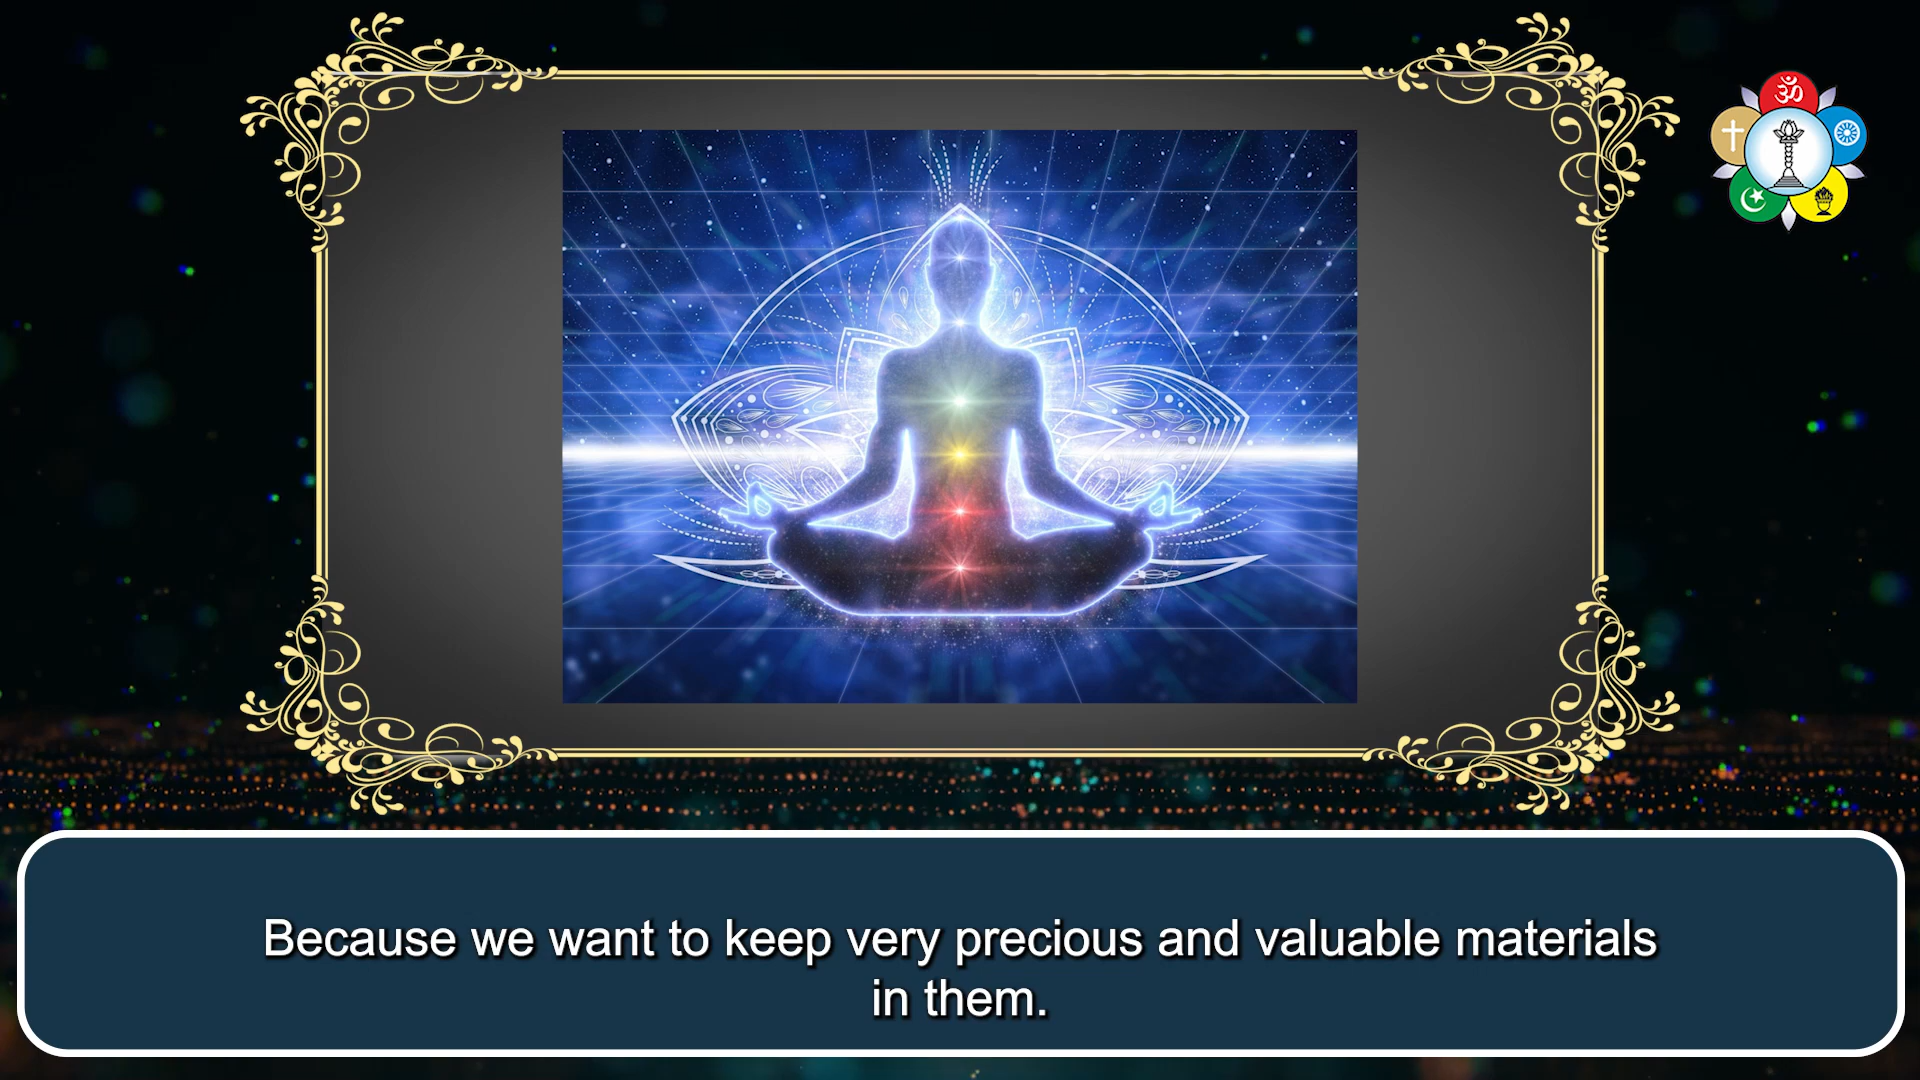 ॐ
Because we want to keep very precious and valuable materials
in them.